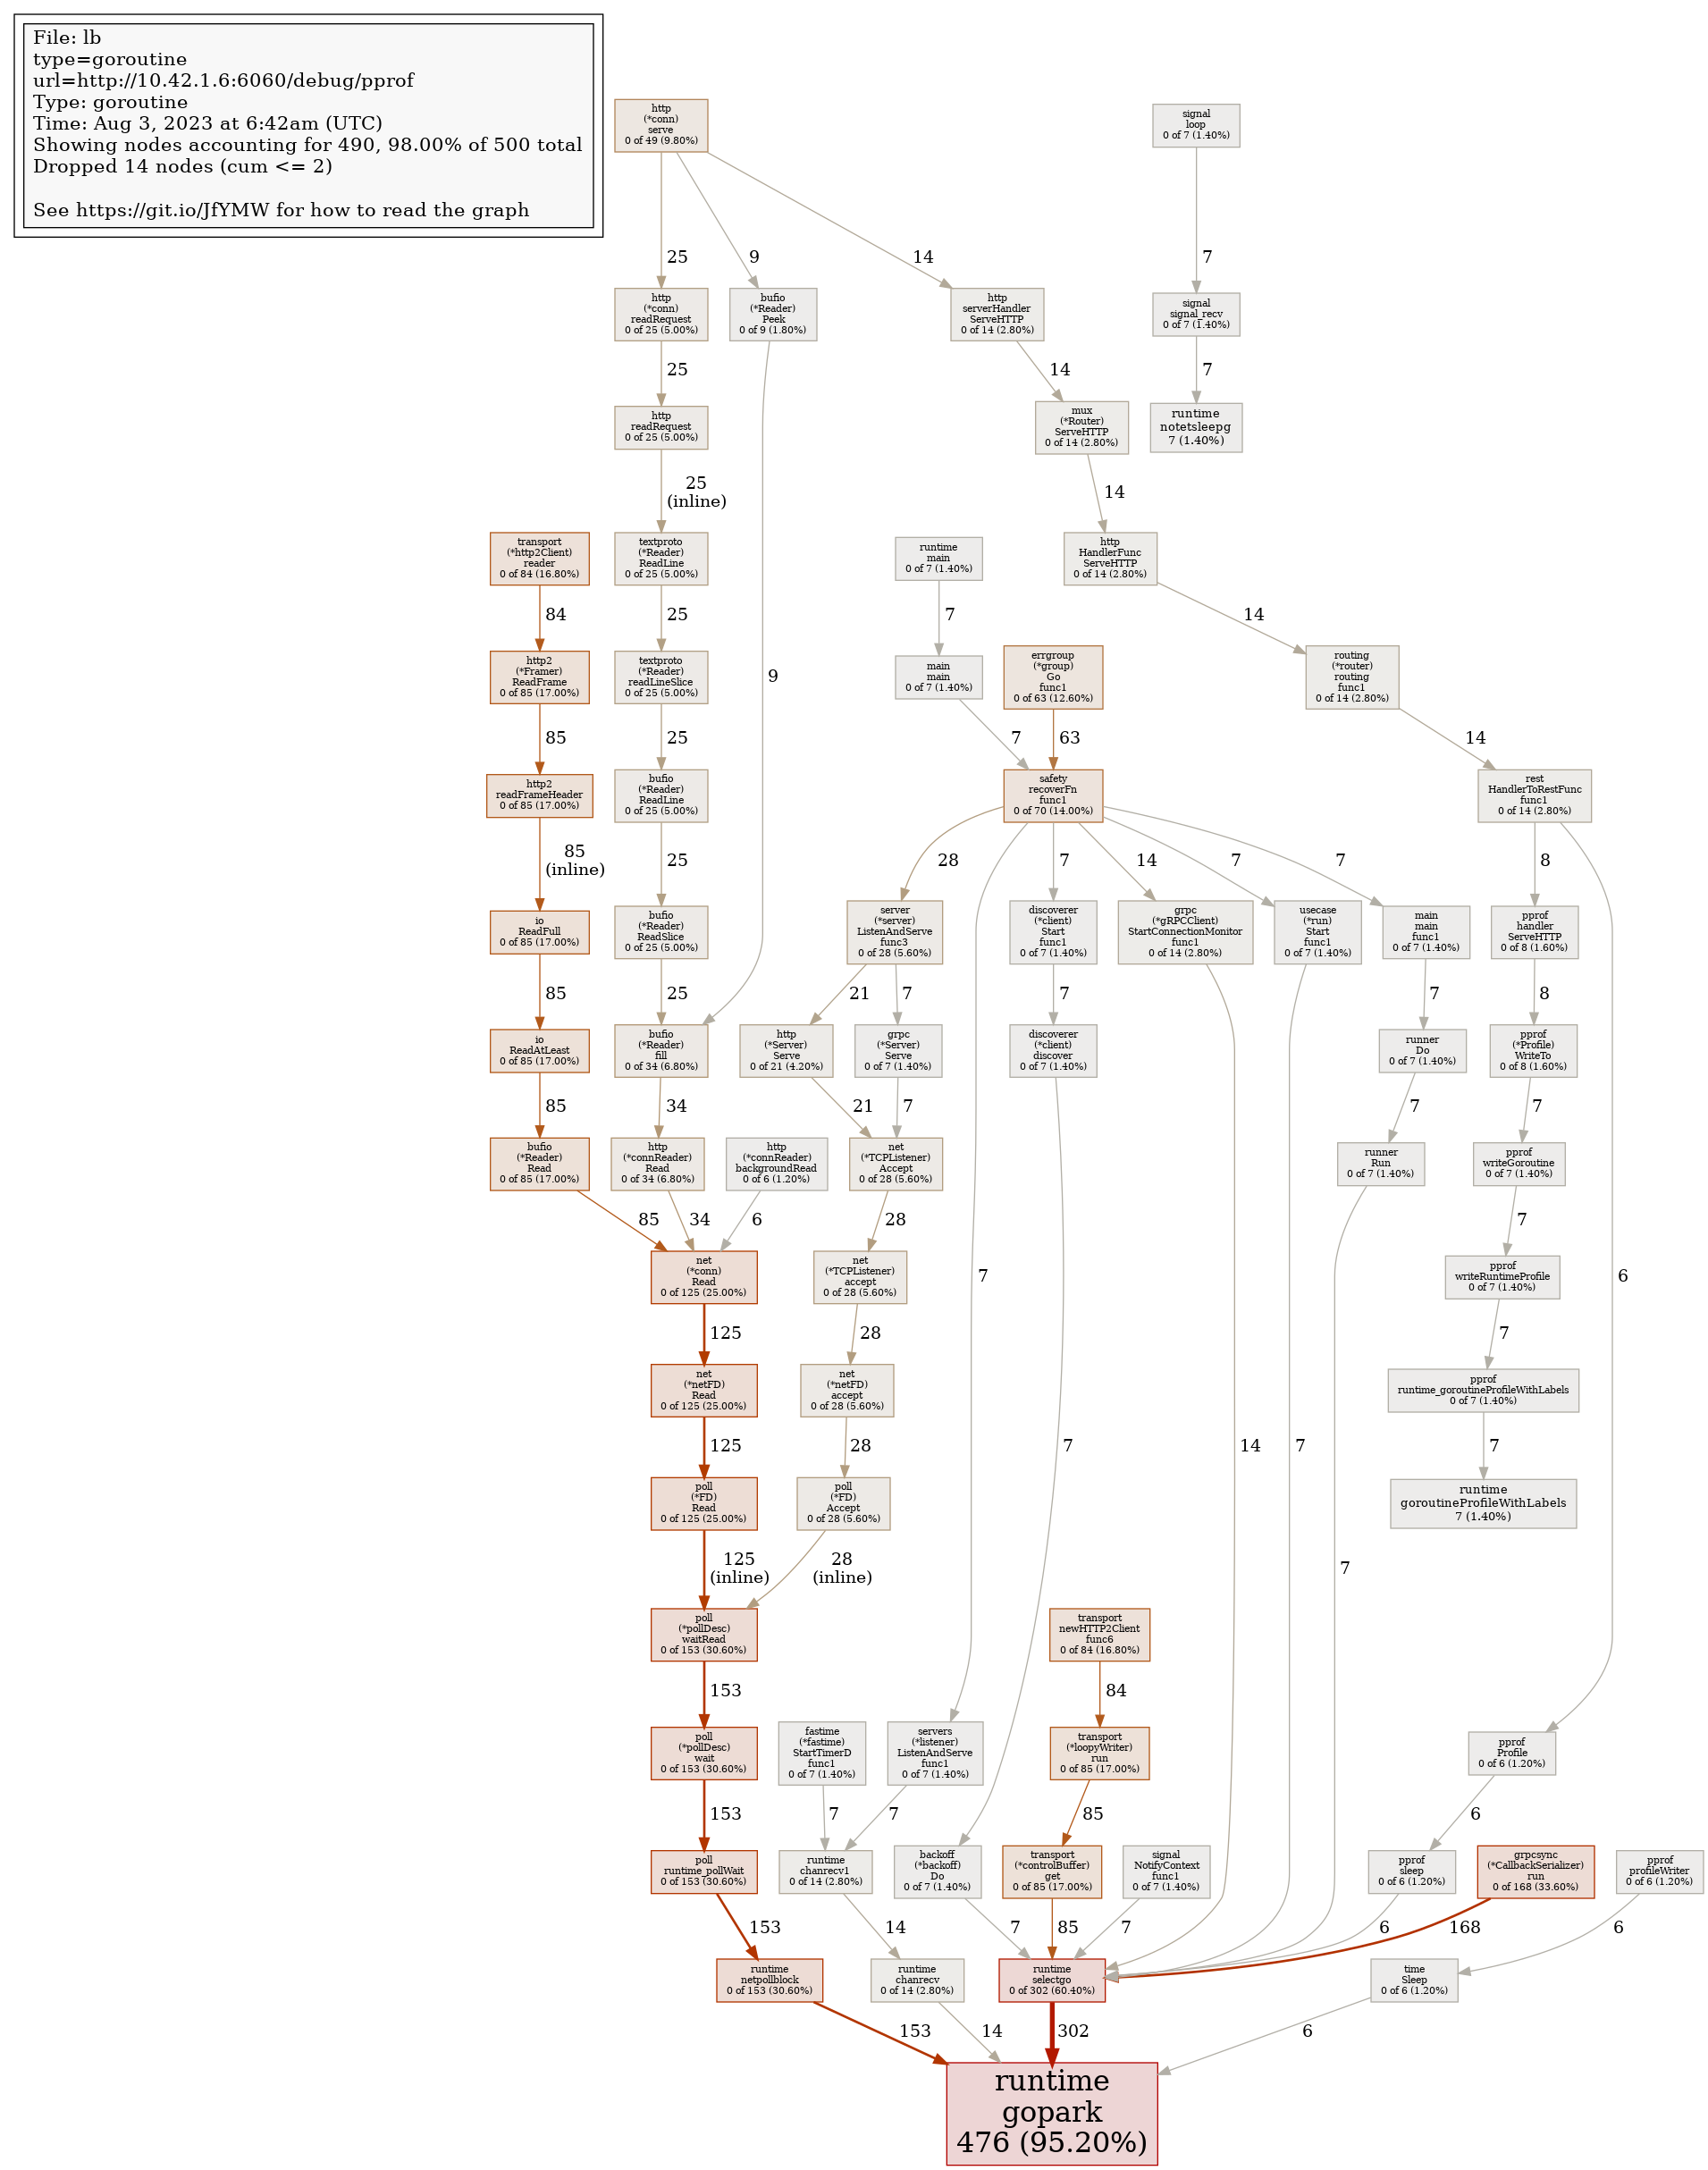 File: lb
type=goroutine
url=http://10.42.1.6:6060/debug/pprof
Type: goroutine
Time: Aug 3, 2023 at 6:42am (UTC)
Showing nodes accounting for 490, 98.00% of 500 total
Dropped 14 nodes (cum <= 2)
See https://git.io/JfYMW for how to read the graph
http
(*conn)
serve
0 of 49 (9.80%)
signal
loop
0 of 7 (1.40%)
25
9
14
7
http
(*conn)
readRequest
0 of 25 (5.00%)
bufio
(*Reader)
Peek
0 of 9 (1.80%)
http
serverHandler
ServeHTTP
0 of 14 (2.80%)
signal
signal_recv
0 of 7 (1.40%)
25
14
7
http
readRequest
0 of 25 (5.00%)
mux
(*Router)
ServeHTTP
0 of 14 (2.80%)
runtime
notetsleepg
7 (1.40%)
25
(inline)
14
transport
(*http2Client)
reader
0 of 84 (16.80%)
textproto
(*Reader)
ReadLine
0 of 25 (5.00%)
runtime
main
0 of 7 (1.40%)
http
HandlerFunc
ServeHTTP
0 of 14 (2.80%)
84
25
7
14
http2
(*Framer)
ReadFrame
0 of 85 (17.00%)
textproto
(*Reader)
readLineSlice
0 of 25 (5.00%)
9
main
main
0 of 7 (1.40%)
errgroup
(*group)
Go
func1
0 of 63 (12.60%)
routing
(*router)
routing
func1
0 of 14 (2.80%)
85
25
7
63
14
http2
readFrameHeader
0 of 85 (17.00%)
bufio
(*Reader)
ReadLine
0 of 25 (5.00%)
safety
recoverFn
func1
0 of 70 (14.00%)
rest
HandlerToRestFunc
func1
0 of 14 (2.80%)
85
(inline)
25
28
7
14
7
7
8
io
ReadFull
0 of 85 (17.00%)
bufio
(*Reader)
ReadSlice
0 of 25 (5.00%)
server
(*server)
ListenAndServe
func3
0 of 28 (5.60%)
discoverer
(*client)
Start
func1
0 of 7 (1.40%)
grpc
(*gRPCClient)
StartConnectionMonitor
func1
0 of 14 (2.80%)
usecase
(*run)
Start
func1
0 of 7 (1.40%)
main
main
func1
0 of 7 (1.40%)
pprof
handler
ServeHTTP
0 of 8 (1.60%)
85
25
21
7
7
7
8
io
ReadAtLeast
0 of 85 (17.00%)
bufio
(*Reader)
fill
0 of 34 (6.80%)
http
(*Server)
Serve
0 of 21 (4.20%)
grpc
(*Server)
Serve
0 of 7 (1.40%)
discoverer
(*client)
discover
0 of 7 (1.40%)
runner
Do
0 of 7 (1.40%)
pprof
(*Profile)
WriteTo
0 of 8 (1.60%)
85
34
21
7
7
7
bufio
(*Reader)
Read
0 of 85 (17.00%)
http
(*connReader)
Read
0 of 34 (6.80%)
http
(*connReader)
backgroundRead
0 of 6 (1.20%)
net
(*TCPListener)
Accept
0 of 28 (5.60%)
runner
Run
0 of 7 (1.40%)
pprof
writeGoroutine
0 of 7 (1.40%)
85
34
6
28
7
net
(*conn)
Read
0 of 125 (25.00%)
net
(*TCPListener)
accept
0 of 28 (5.60%)
7
pprof
writeRuntimeProfile
0 of 7 (1.40%)
6
125
28
7
net
(*netFD)
Read
0 of 125 (25.00%)
net
(*netFD)
accept
0 of 28 (5.60%)
pprof
runtime_goroutineProfileWithLabels
0 of 7 (1.40%)
125
28
7
14
7
7
poll
(*FD)
Read
0 of 125 (25.00%)
poll
(*FD)
Accept
0 of 28 (5.60%)
runtime
goroutineProfileWithLabels
7 (1.40%)
125
(inline)
28
(inline)
7
poll
(*pollDesc)
waitRead
0 of 153 (30.60%)
transport
newHTTP2Client
func6
0 of 84 (16.80%)
153
84
poll
(*pollDesc)
wait
0 of 153 (30.60%)
fastime
(*fastime)
StartTimerD
func1
0 of 7 (1.40%)
servers
(*listener)
ListenAndServe
func1
0 of 7 (1.40%)
transport
(*loopyWriter)
run
0 of 85 (17.00%)
pprof
Profile
0 of 6 (1.20%)
153
7
7
85
6
poll
runtime_pollWait
0 of 153 (30.60%)
runtime
chanrecv1
0 of 14 (2.80%)
backoff
(*backoff)
Do
0 of 7 (1.40%)
transport
(*controlBuffer)
get
0 of 85 (17.00%)
signal
NotifyContext
func1
0 of 7 (1.40%)
pprof
sleep
0 of 6 (1.20%)
grpcsync
(*CallbackSerializer)
run
0 of 168 (33.60%)
pprof
profileWriter
0 of 6 (1.20%)
153
14
7
85
7
6
168
6
runtime
netpollblock
0 of 153 (30.60%)
runtime
chanrecv
0 of 14 (2.80%)
runtime
selectgo
0 of 302 (60.40%)
time
Sleep
0 of 6 (1.20%)
153
14
302
6
runtime
gopark
476 (95.20%)